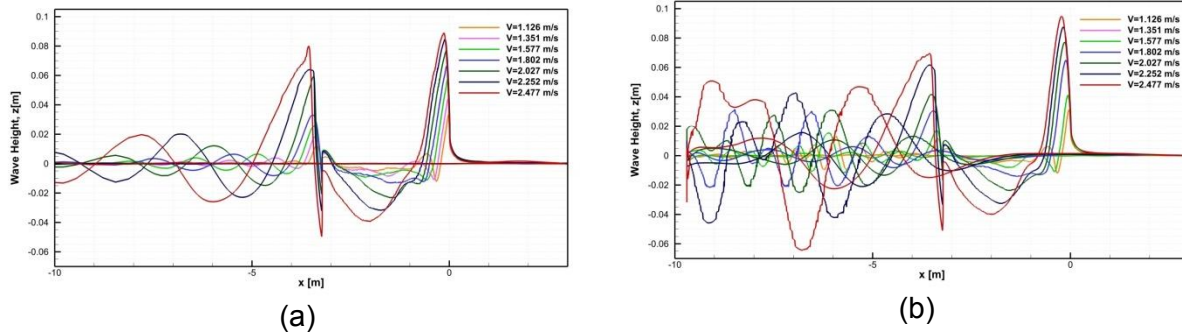 0.1
0.08
0.06
0.04
0.02
0
-0.02
-0.04
-0.06
Wave Height, z[m]
-10
-5
0
x [m]
V=1.126 m/s
V=1.351 m/s
V=1.577 m/s
V=1.802 m/s
V=2.027 m/s
V=2.252 m/s
V=2.477 m/s
(a)
0.1
0.08
0.06
0.04
0.02
0
-0.02
-0.04
-0.06
Wave Height, z[m]
-10
-5
0
x [m]
V=1.126 m/s
V=1.351 m/s
V=1.577 m/s
V=1.802 m/s
V=2.027 m/s
V=2.252 m/s
V=2.477 m/s
(b)